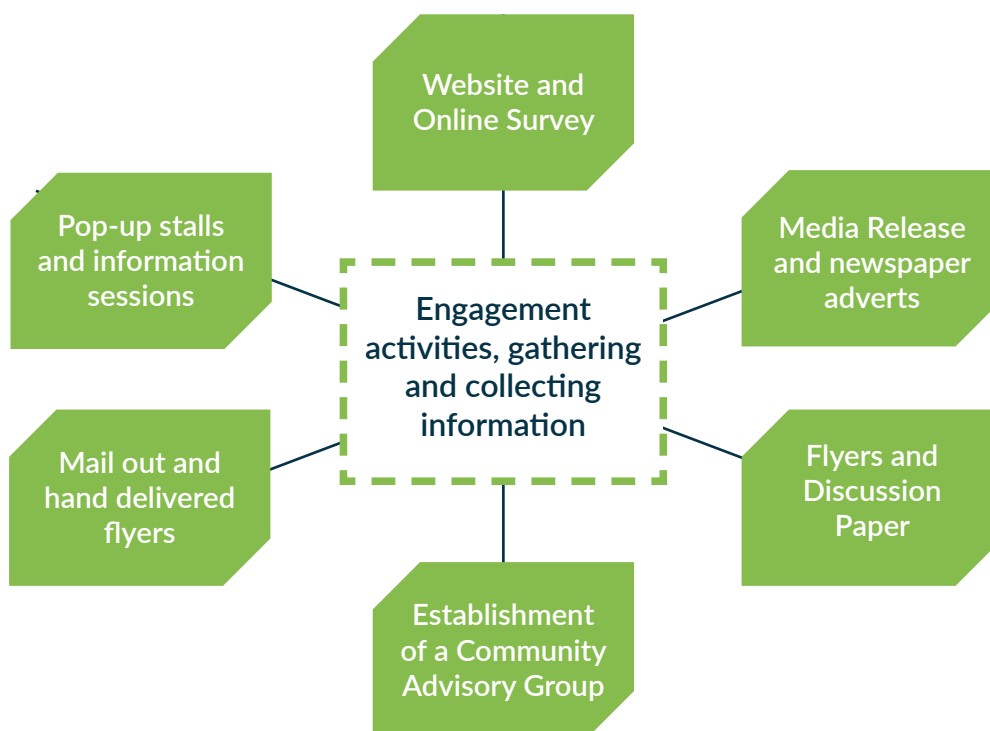 Website and
Online Survey
Pop-up stalls
and information
sessions
Media Release
and newspaper
adverts
Engagement
activities, gathering
and collecting
information
Mail out and
hand delivered
flyers
Flyers and
Discussion
Paper
Establishment
of a Community
Advisory Group